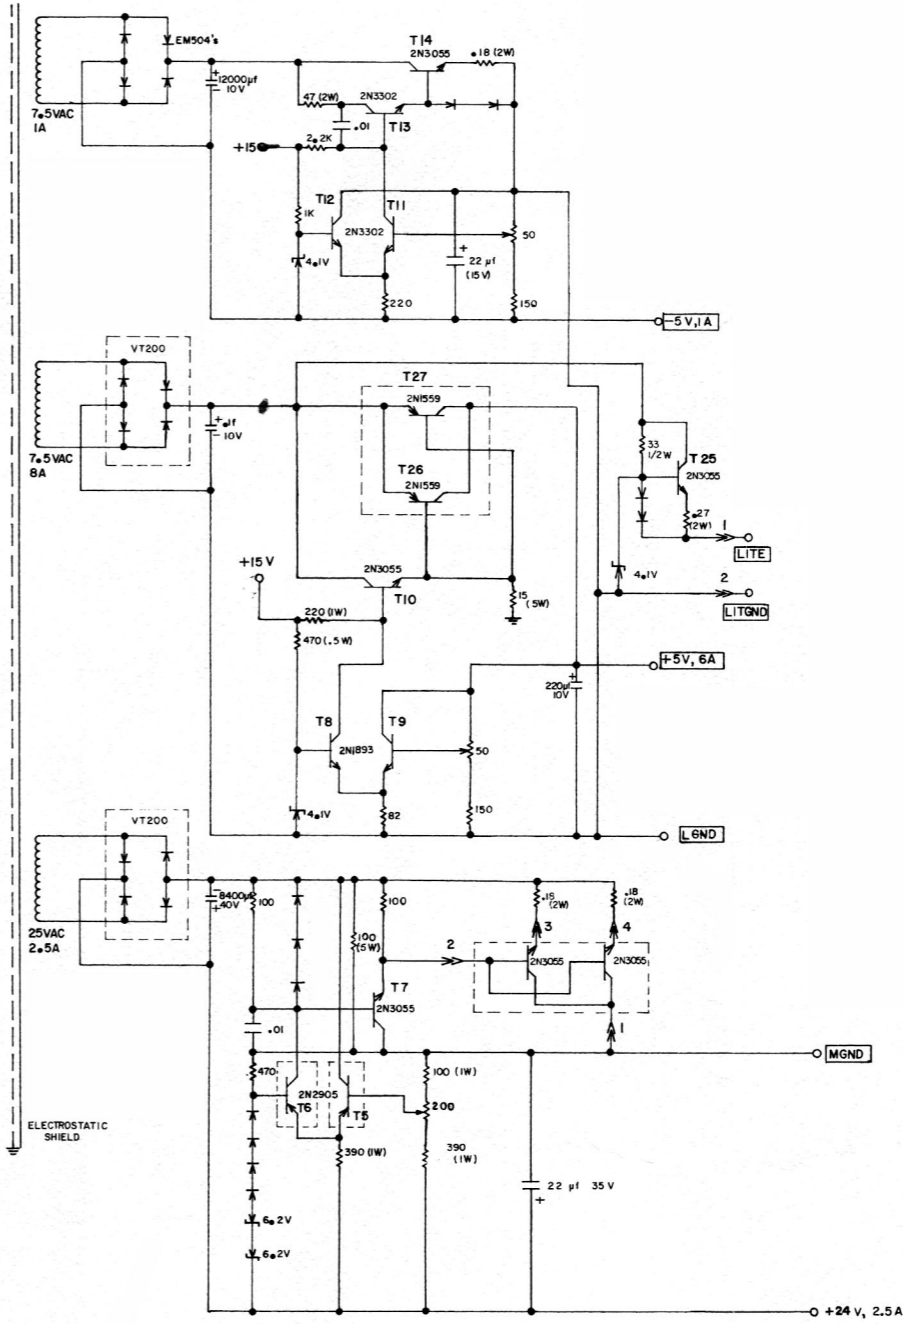 T14
2N3055
.18 (2W)
EM504's
+
12000µf
-
10V
47 (2W)
2N3302
T13
7.5VAC
1A
.01
2.2K
+15
T12
T11
1K
2N3302
50
4.1V
+
22 µf
(15V)
220
150
-5V,1A
VT200
T27
2N1559
+
.1f
-
10V
33
1/2W
T25
7.5VAC
8A
T26
2N1559
2N3055
.27
(2W)
1
LITE
+15V
2N3055
4.1V
2
T10
15
(5W)
LITGND
220(1W)
470(.5W)
+5V, 6A
+
220µf
10V
T8
T9
2N1893
50
4.1V
82
150
LGND
VT200
-
8400µf
+
40V
100
100
.18
(2W)
.18
(2W)
25VAC
2.5A
100
(5W)
3
4
2
2N3055
2N3055
T7
2N3055
.01
1
MGND
470
100 (1W)
2N2905
T6
T5
200
ELECTROSTATIC
SHIELD
390(1W)
390
(1W)
22 µf 35V
+
6.2V
6.2V
+24V, 2.5A